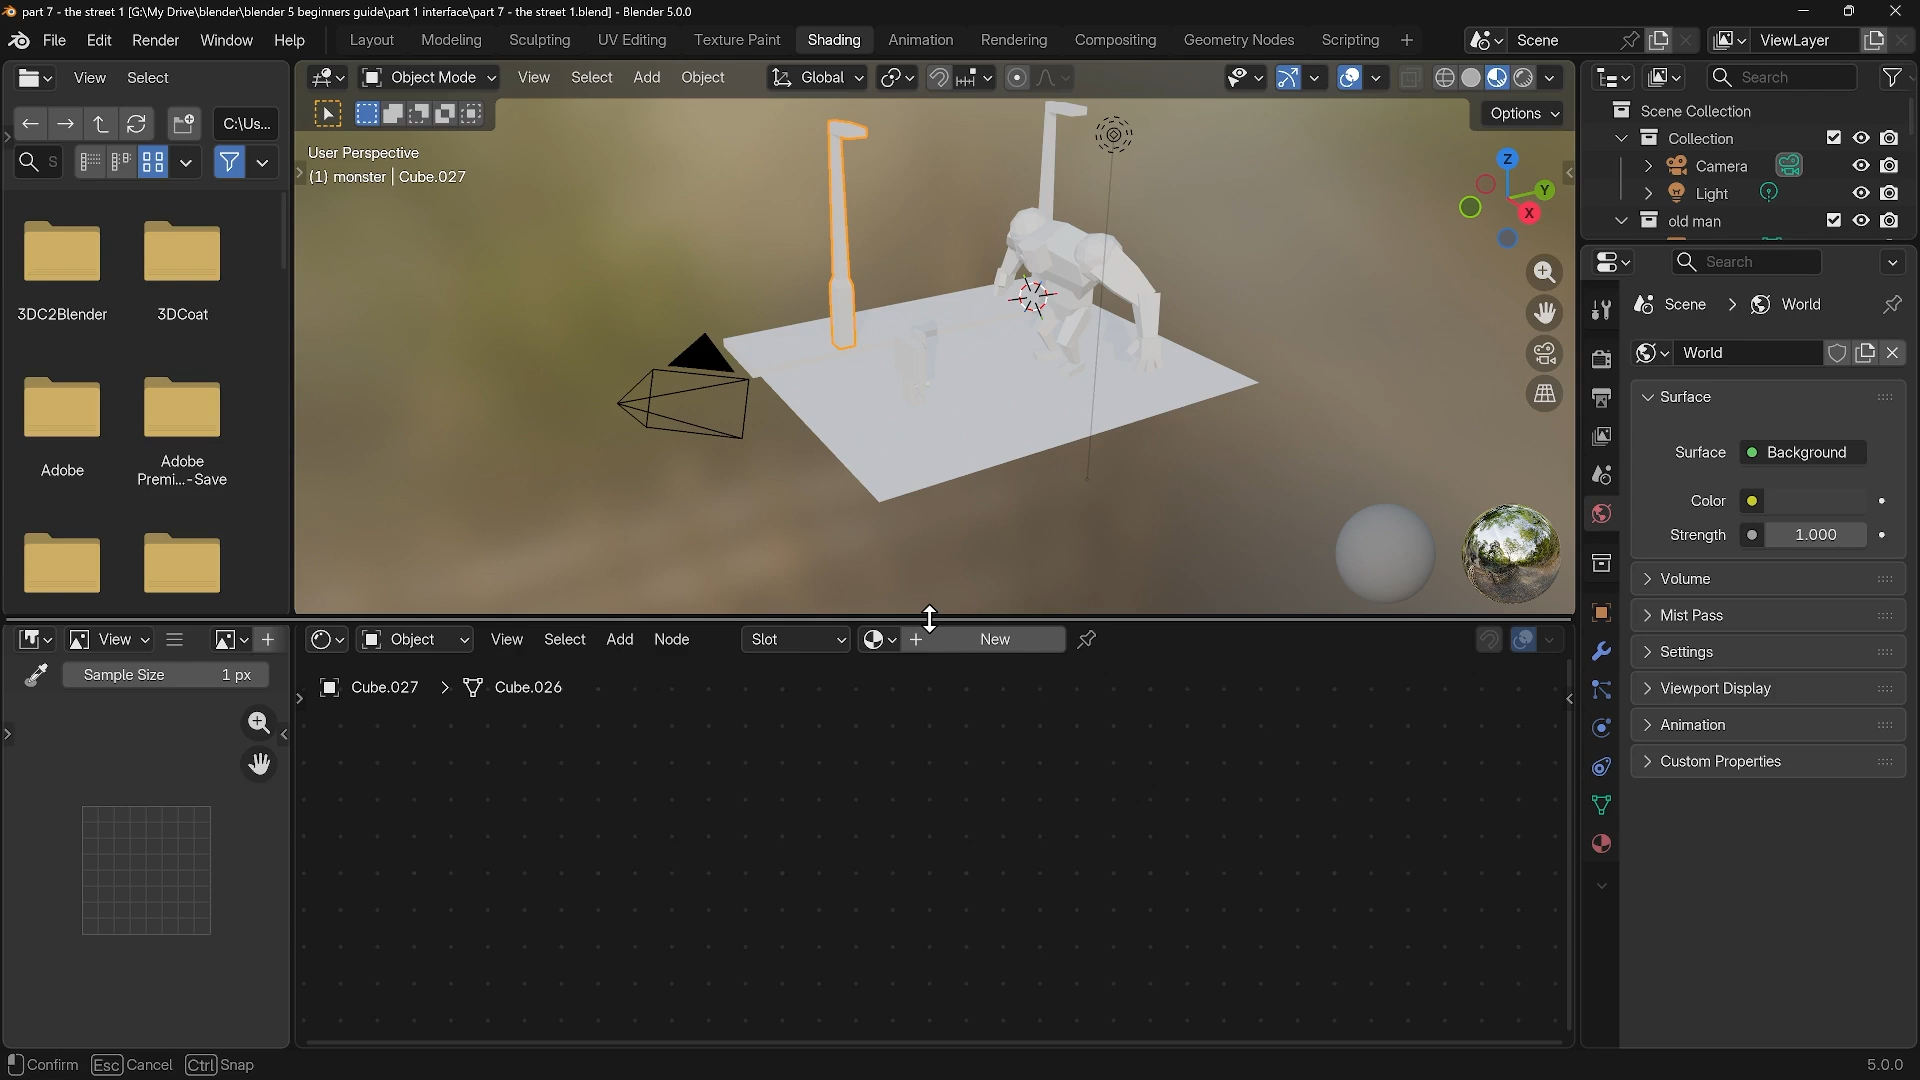 part 7 - the street 1 [G:\My Drive\blender\blender 5 beginners guide\part 1 interface\part 7 - the street 1.blend] - Blender 5.0.0
File Edit Render Window Help Layout Modeling Sculpting UV Editing Texture Paint Shading Animation Rendering Compositing Geometry Nodes Scripting + Scene ViewLayer
View Select Object Mode View Select Add Object Global Search
Options
C:\Us...
S
User Perspective
(1) monster | Cube.027
Z
Y
X
Scene Collection
Collection
Camera
Light
old man
3DC2Blender 3DCoat
Adobe Adobe
Premi...-Save
Search
Scene > World
World
Surface
Surface Background
Color
Strength 1.000
Volume
Mist Pass
Settings
Viewport Display
Animation
Custom Properties
View Object View Select Add Node Slot New
Sample Size 1 px
Cube.027 > Cube.026
Confirm Esc Cancel Ctrl Snap 5.0.0